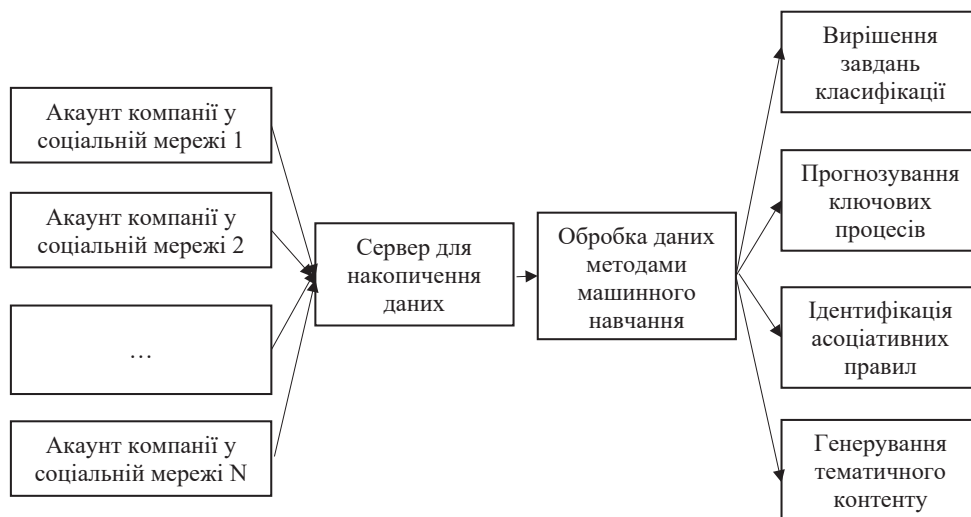 Акаунт компанії у
соціальній мережі 1
Акаунт компанії у
соціальній мережі 2
…
Акаунт компанії у
соціальній мережі N
Сервер для
накопичення
даних
Обробка даних
методами
машинного
навчання
Вирішення
завдань
класифікації
Прогнозування
ключових
процесів
Ідентифікація
асоціативних
правил
Генерування
тематичного
контенту